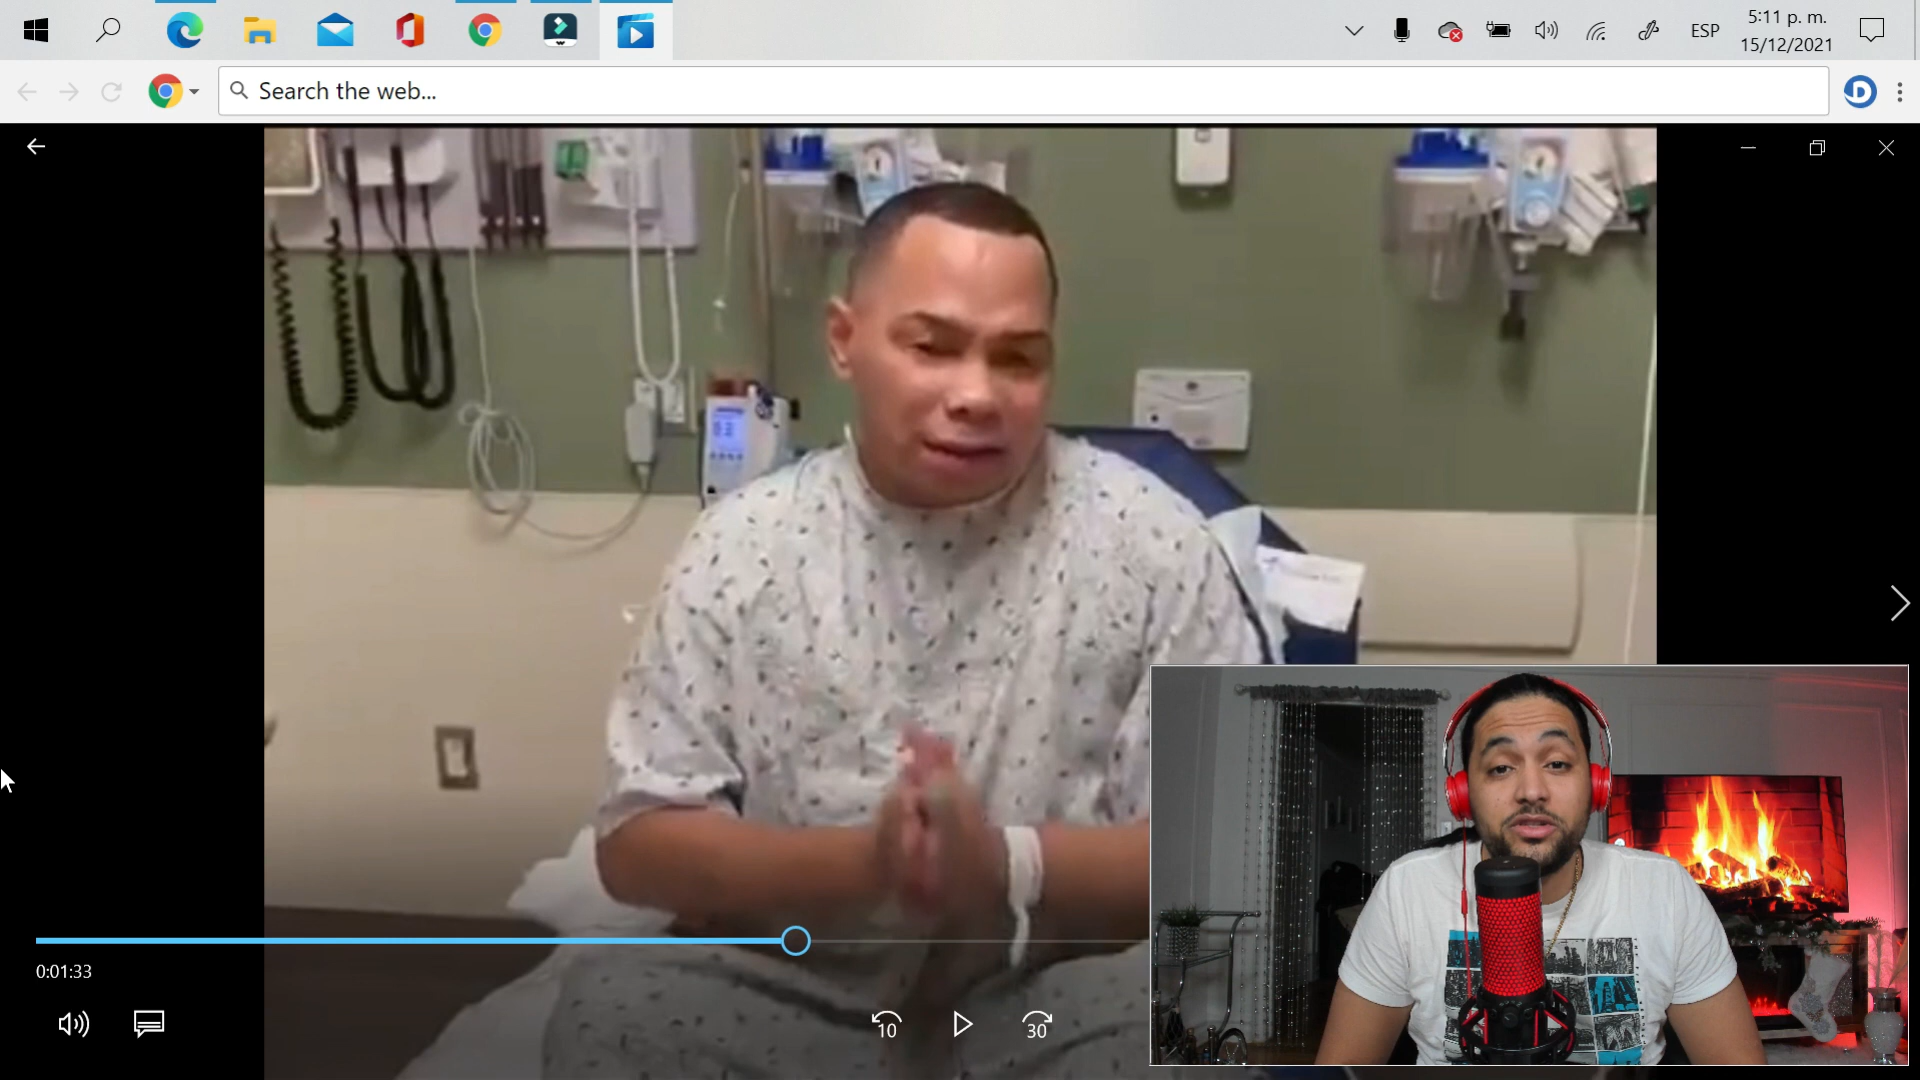 ESP
5:11 p. m.
15/12/2021
Search the web...
0:01:33
10
30